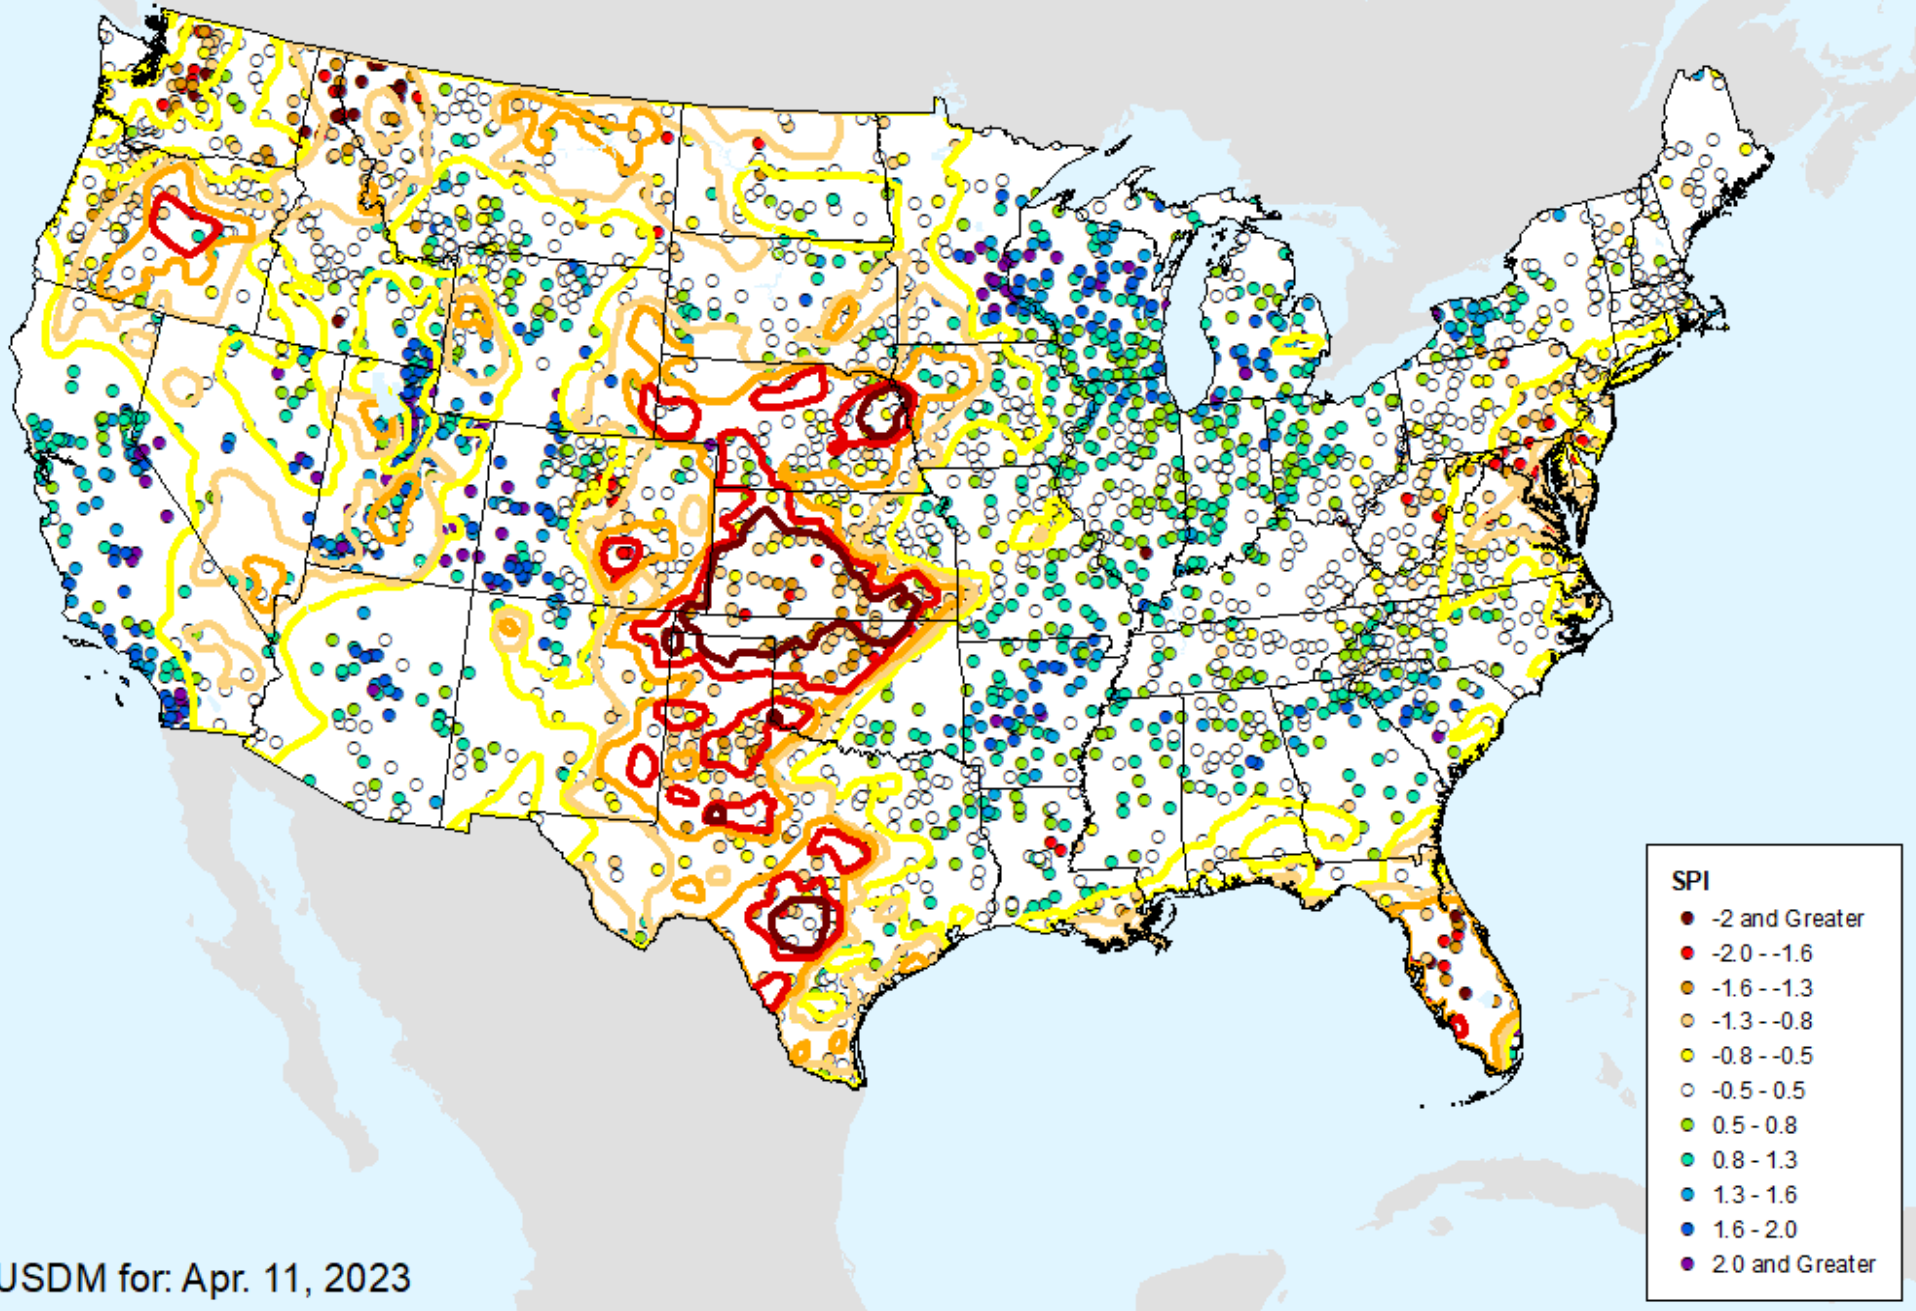 SPI
-2 and Greater
-2.0 - -1.6
-1.6 - -1.3
-1.3 - -0.8
-0.8 - -0.5
-0.5 - 0.5
0.5 - 0.8
0.8 - 1.3
1.3 - 1.6
1.6 - 2.0
2.0 and Greater
USDM for: Apr. 11, 2023